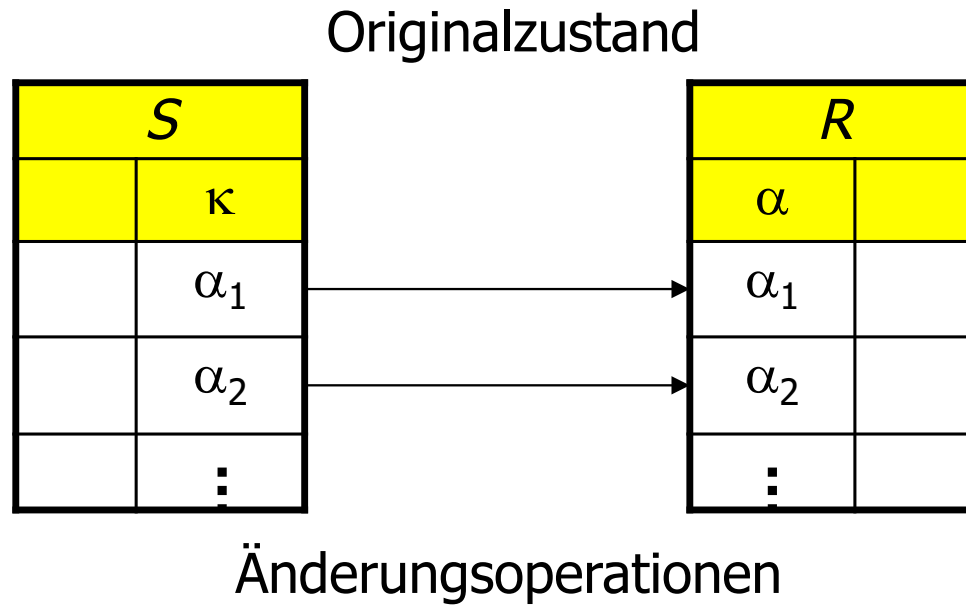 Originalzustand
S R
κ α
α1 α1
α2 α2
⋮ ⋮
Änderungsoperationen